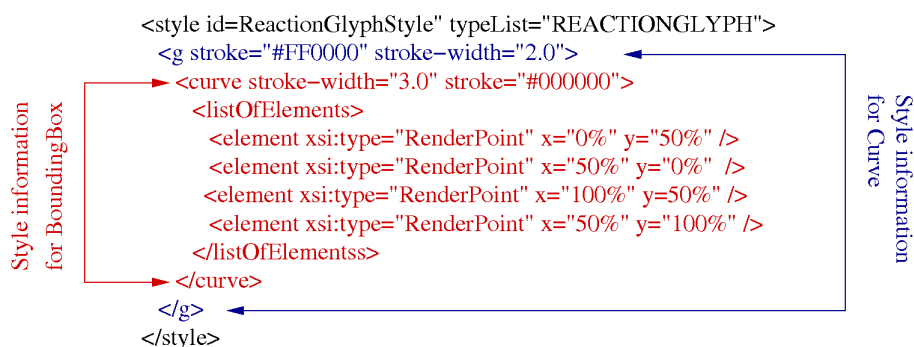 <style id=ReactionGlyphStyle" typeList="REACTIONGLYPH">
<g stroke="#FF0000" stroke-width="2.0">
<curve stroke-width="3.0" stroke="#000000">
<listOfElements>
<element xsi:type="RenderPoint" x="0%" y="50%" />
<element xsi:type="RenderPoint" x="50%" y="0%" />
<element xsi:type="RenderPoint" x="100%" y=50%" />
<element xsi:type="RenderPoint" x="50%" y="100%" />
</listOfElementss>
</curve>
</g>
</style>
Style information
for BoundingBox
Style information
for Curve